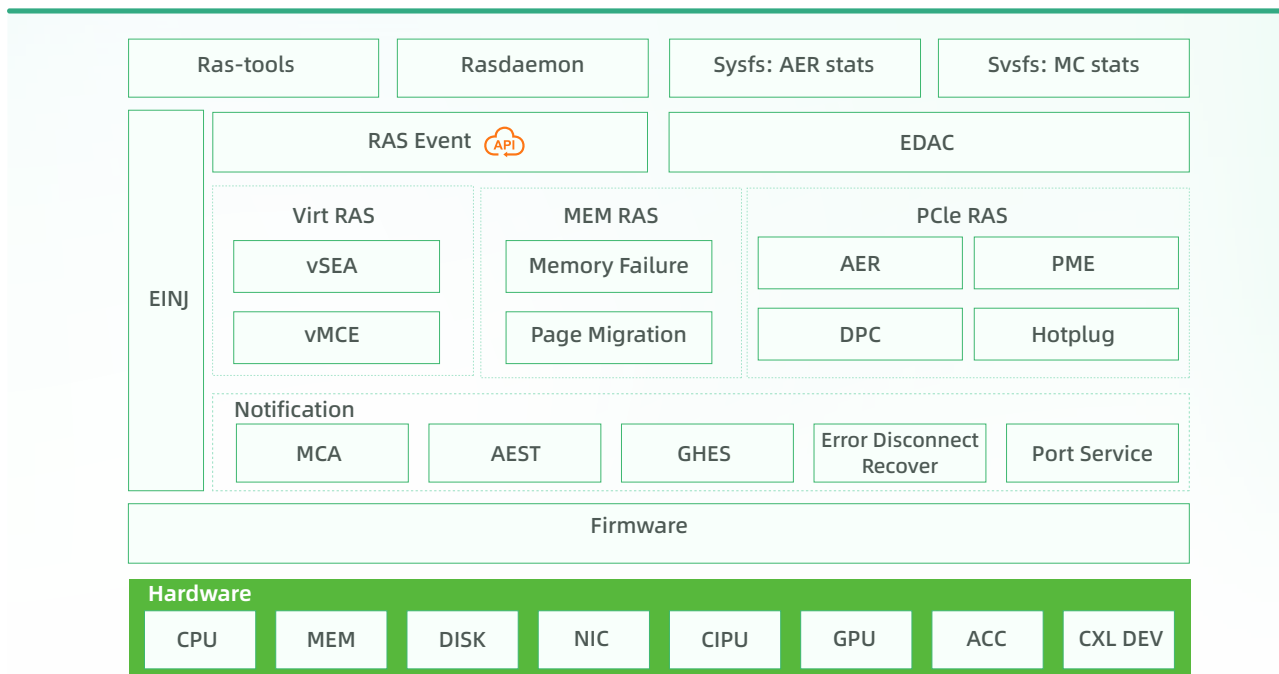 Ras-tools
Rasdaemon
Sysfs: AER stats
Svsfs: MC stats
EINJ
RAS Event
API
EDAC
Virt RAS
vSEA
vMCE
MEM RAS
Memory Failure
Page Migration
PCle RAS
AER
PME
DPC
Hotplug
Notification
MCA
AEST
GHES
Error Disconnect
Recover
Port Service
Firmware
Hardware
CPU
MEM
DISK
NIC
CIPU
GPU
ACC
CXL DEV